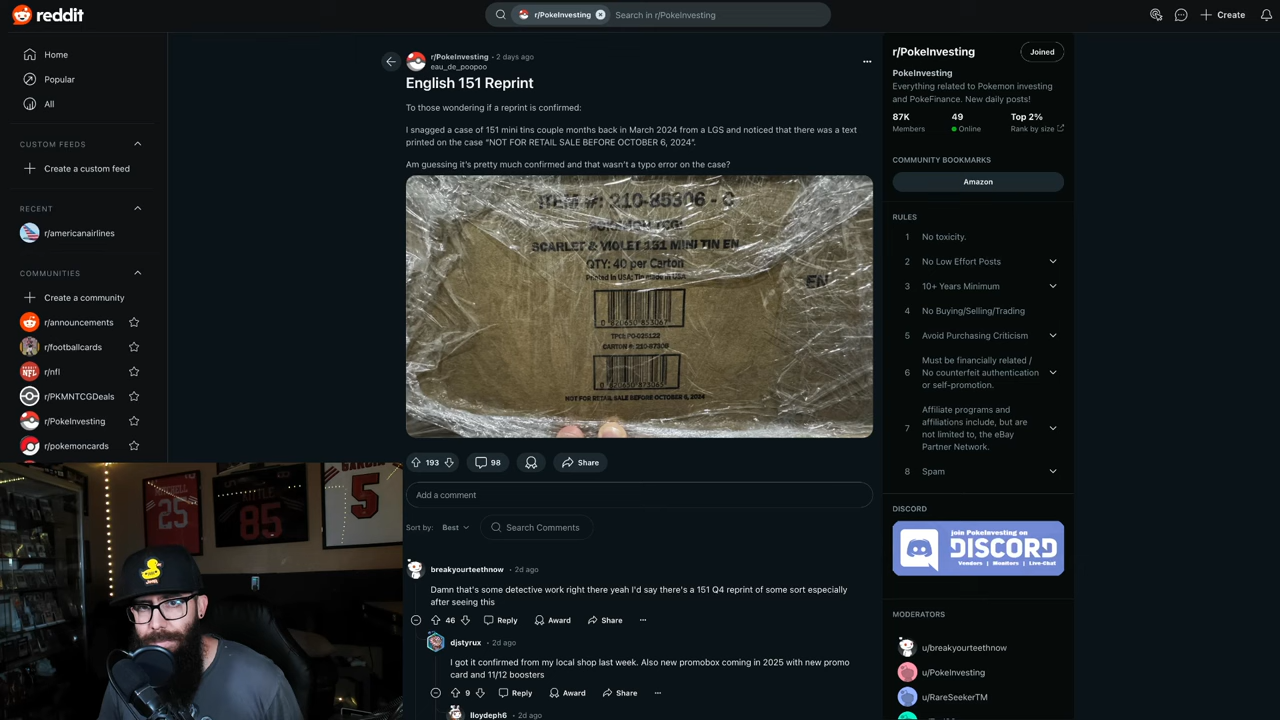 reddit
r/PokeInvesting
Search in r/PokeInvesting
Create
Home
Popular
All
CUSTOM FEEDS
Create a custom feed
RECENT
r/americanairlines
COMMUNITIES
Create a community
r/announcements
r/footballcards
r/nfl
r/PKMNTCGDeals
r/PokeInvesting
r/pokemoncards
r/PokeInvesting • 2 days ago
eau_de_poopoo
English 151 Reprint
To those wondering if a reprint is confirmed:
I snagged a case of 151 mini tins couple months back in March 2024 from a LGS and noticed that there was a text
printed on the case “NOT FOR RETAIL SALE BEFORE OCTOBER 6, 2024”.
Am guessing it's pretty much confirmed and that wasn't a typo error on the case?
ITEM#: 210-85306 - C
POKÉMON TCG:
SCARLET & VIOLET 151 MINI TIN EN
QTY: 40 per Carton
Printed in USA; Tin made in USA
EN
CARTON #: 210-87306
NOT FOR RETAIL SALE BEFORE OCTOBER 6, 2024
193
98
Share
Add a comment
Sort by: Best
Search Comments
breakyourteethnow • 2d ago
Damn that's some detective work right there yeah I'd say there's a 151 Q4 reprint of some sort especially
after seeing this
46 Reply Award Share
djstyrux • 2d ago
I got it confirmed from my local shop last week. Also new promobox coming in 2025 with new promo
card and 11/12 boosters
9 Reply Award Share
lloydeph6 • 2d ago
r/PokeInvesting
Joined
PokeInvesting
Everything related to Pokemon investing
and PokeFinance. New daily posts!
87K 49 Top 2%
Members Online Rank by size
COMMUNITY BOOKMARKS
Amazon
RULES
1 No toxicity.
2 No Low Effort Posts
3 10+ Years Minimum
4 No Buying/Selling/Trading
5 Avoid Purchasing Criticism
6 Must be financially related /
No counterfeit authentication
or self-promotion.
7 Affiliate programs and
affiliations include, but are
not limited to, the eBay
Partner Network.
8 Spam
DISCORD
join PokeInvesting on
DISCORD
Vendors | Monitors | Live-Chat
MODERATORS
u/breakyourteethnow
u/PokeInvesting
u/RareSeekerTM
25
85
GARCIA
5